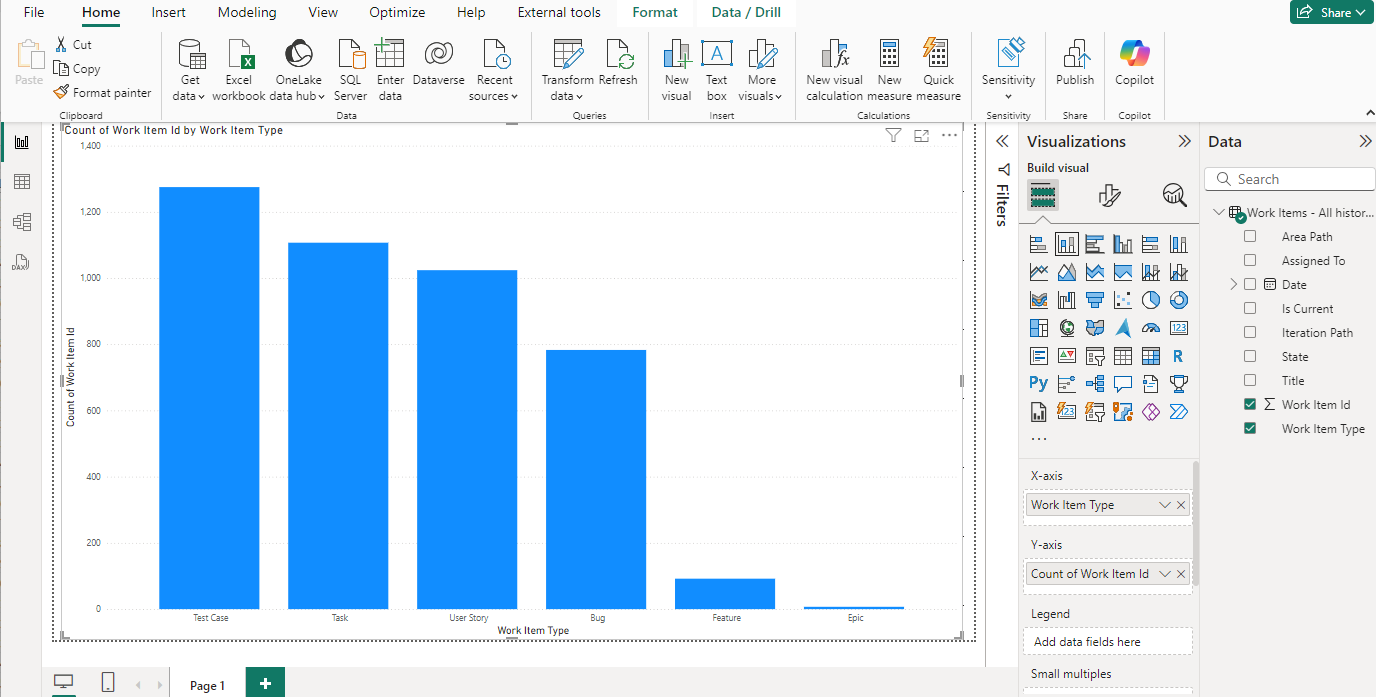 File Home Insert Modeling View Optimize Help External tools Format Data / Drill Share
Paste
Cut
Copy
Format painter
Get data
Excel workbook
OneLake data hub
SQL Server
Enter data
Dataverse
Recent sources
Transform data
Refresh
New visual
Text box
More visuals
New visual calculation
New measure
Quick measure
Sensitivity
Publish
Copilot
Clipboard Data Queries Insert Calculations Sensitivity Share Copilot
DAX
Count of Work Item Id by Work Item Type
1,400
1,200
1,000
800
600
400
200
0
Count of Work Item Id
Test Case Task User Story Bug Feature Epic
Work Item Type
Page 1
Filters
Visualizations
Build visual
123
R
Py
123
...
X-axis
Work Item Type
Y-axis
Count of Work Item Id
Legend
Add data fields here
Small multiples
Data
Search
Work Items - All histor...
Area Path
Assigned To
Date
Is Current
Iteration Path
State
Title
Work Item Id
Work Item Type